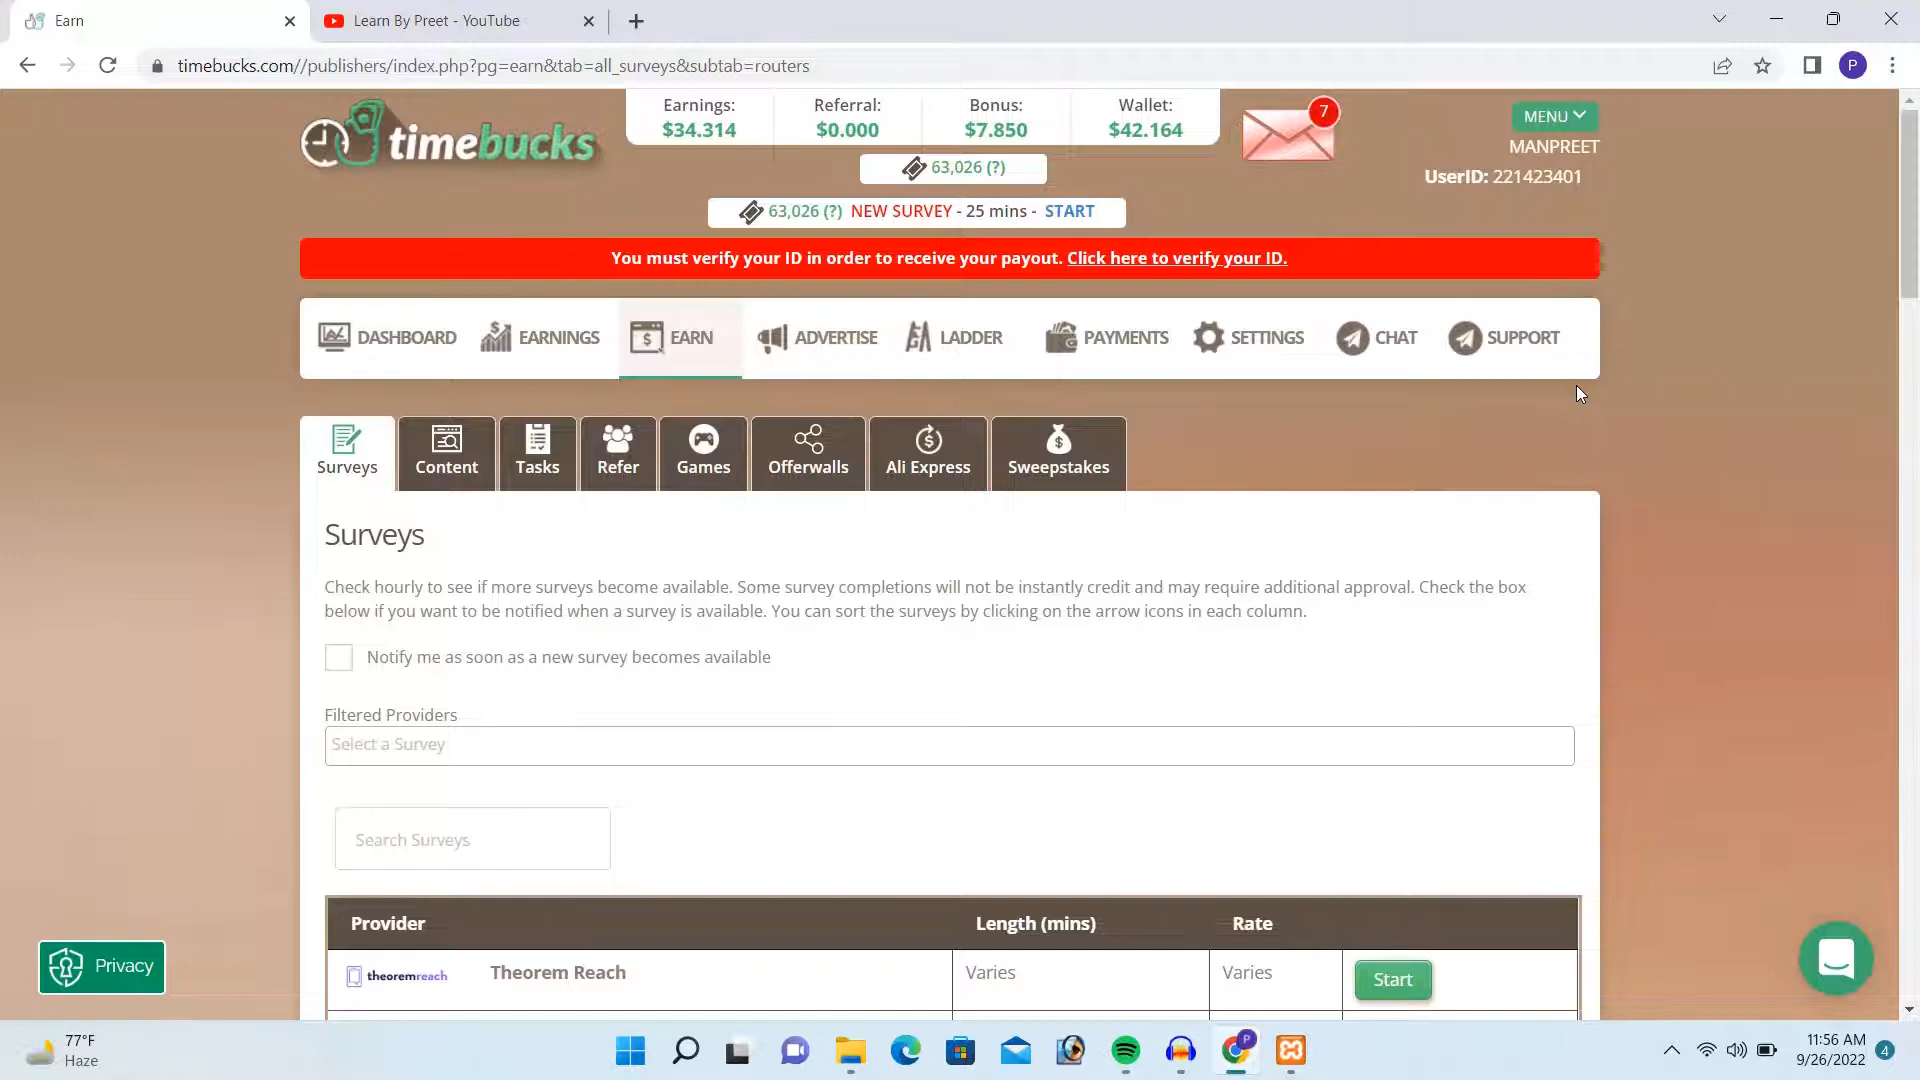 Earn
Learn By Preet - YouTube
timebucks.com//publishers/index.php?pg=earn&tab=all_surveys&subtab=routers
P
timebucks
Earnings:
$34.314
Referral:
$0.000
Bonus:
$7.850
Wallet:
$42.164
7
MENU
MANPREET
UserID: 221423401
63,026 (?)
63,026 (?) NEW SURVEY - 25 mins - START
You must verify your ID in order to receive your payout. Click here to verify your ID.
DASHBOARD
EARNINGS
EARN
ADVERTISE
LADDER
PAYMENTS
SETTINGS
CHAT
SUPPORT
Surveys
Content
Tasks
Refer
Games
Offerwalls
Ali Express
Sweepstakes
Surveys
Check hourly to see if more surveys become available. Some survey completions will not be instantly credit and may require additional approval. Check the box
below if you want to be notified when a survey is available. You can sort the surveys by clicking on the arrow icons in each column.
Notify me as soon as a new survey becomes available
Filtered Providers
Select a Survey
Search Surveys
Provider
Length (mins)
Rate
theoremreach
Theorem Reach
Varies
Varies
Start
Privacy
77°F
Haze
P
11:56 AM
9/26/2022
4